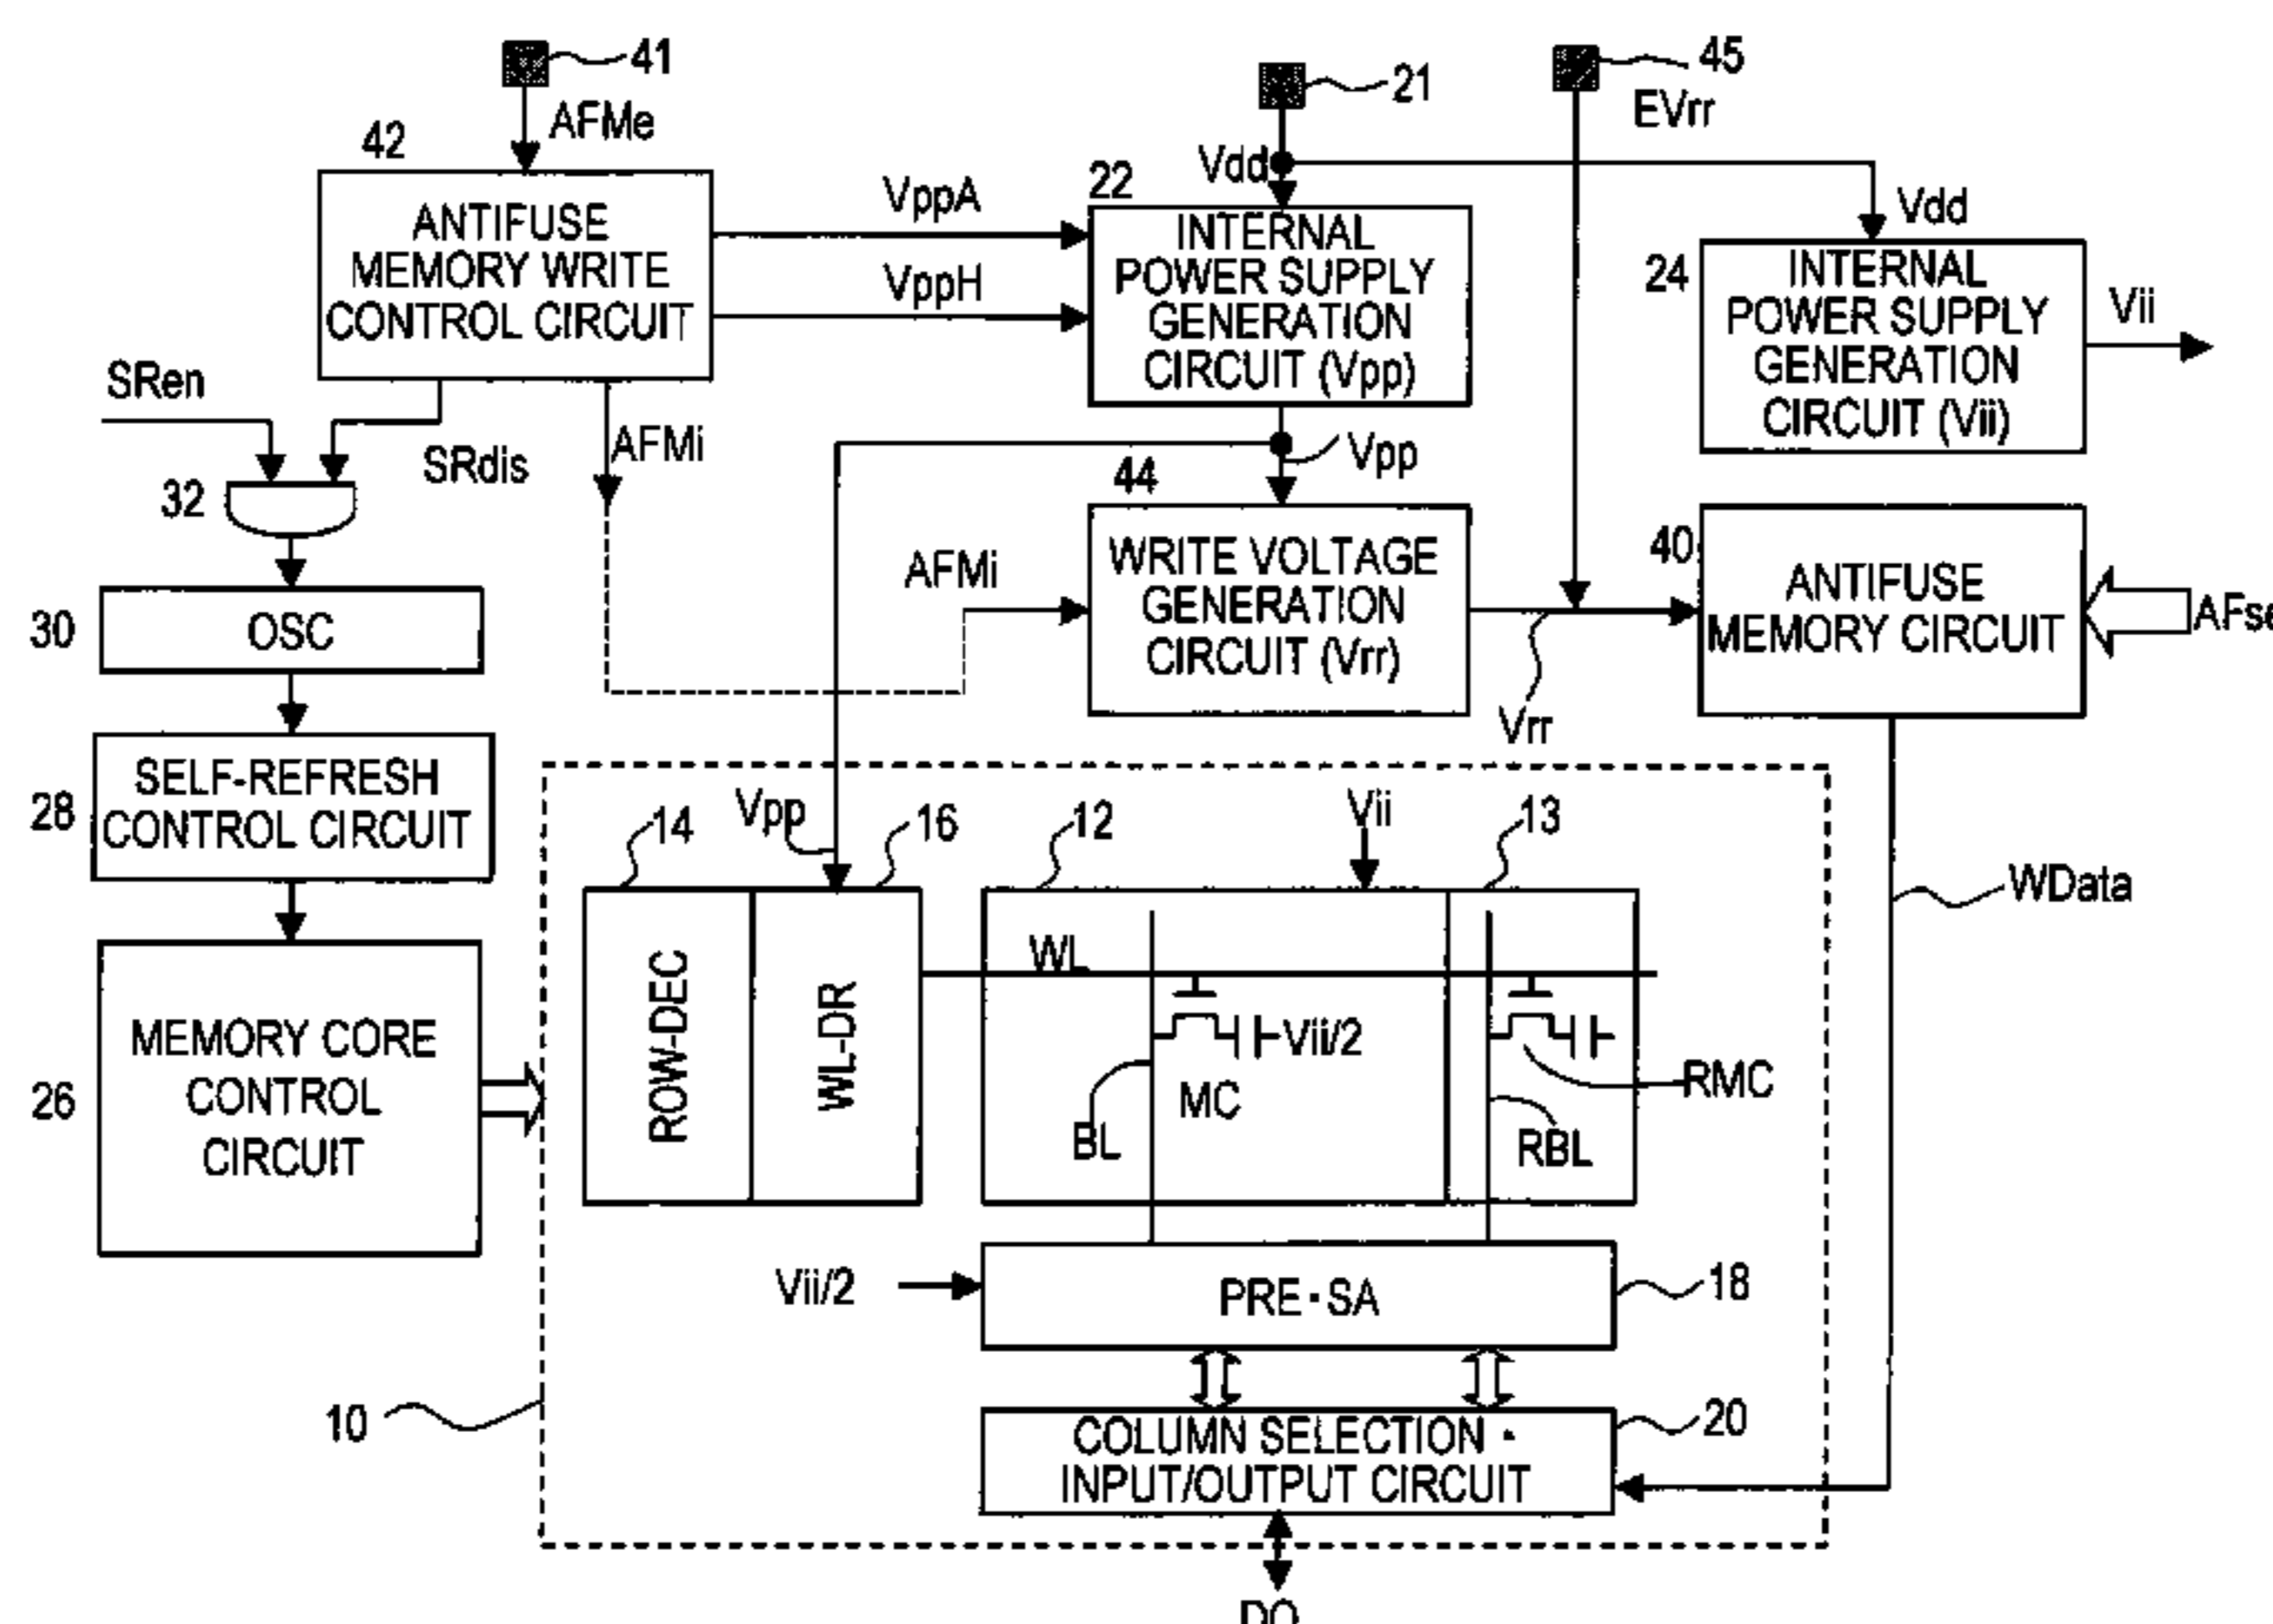 41
AFMe
42
ANTIFUSE
MEMORY WRITE
CONTROL CIRCUIT
VppA
VppH
21
Vdd
22
INTERNAL
POWER SUPPLY
GENERATION
CIRCUIT (Vpp)
45
EVrr
Vdd
24
INTERNAL
POWER SUPPLY
GENERATION
CIRCUIT (Vii)
Vii
SRen
SRdis
AFMi
32
Vpp
44
WRITE VOLTAGE
GENERATION
CIRCUIT (Vrr)
AFMi
Vrr
40
ANTIFUSE
MEMORY CIRCUIT
30
OSC
28
SELF-REFRESH
CONTROL CIRCUIT
26
MEMORY CORE
CONTROL
CIRCUIT
14
Vpp
16
12
Vii
13
WData
ROW-DEC
WL-DR
WL
Vii/2
MC
BL
RMC
RBL
Vii/2
PRE・SA
18
10
COLUMN SELECTION・
INPUT/OUTPUT CIRCUIT
20